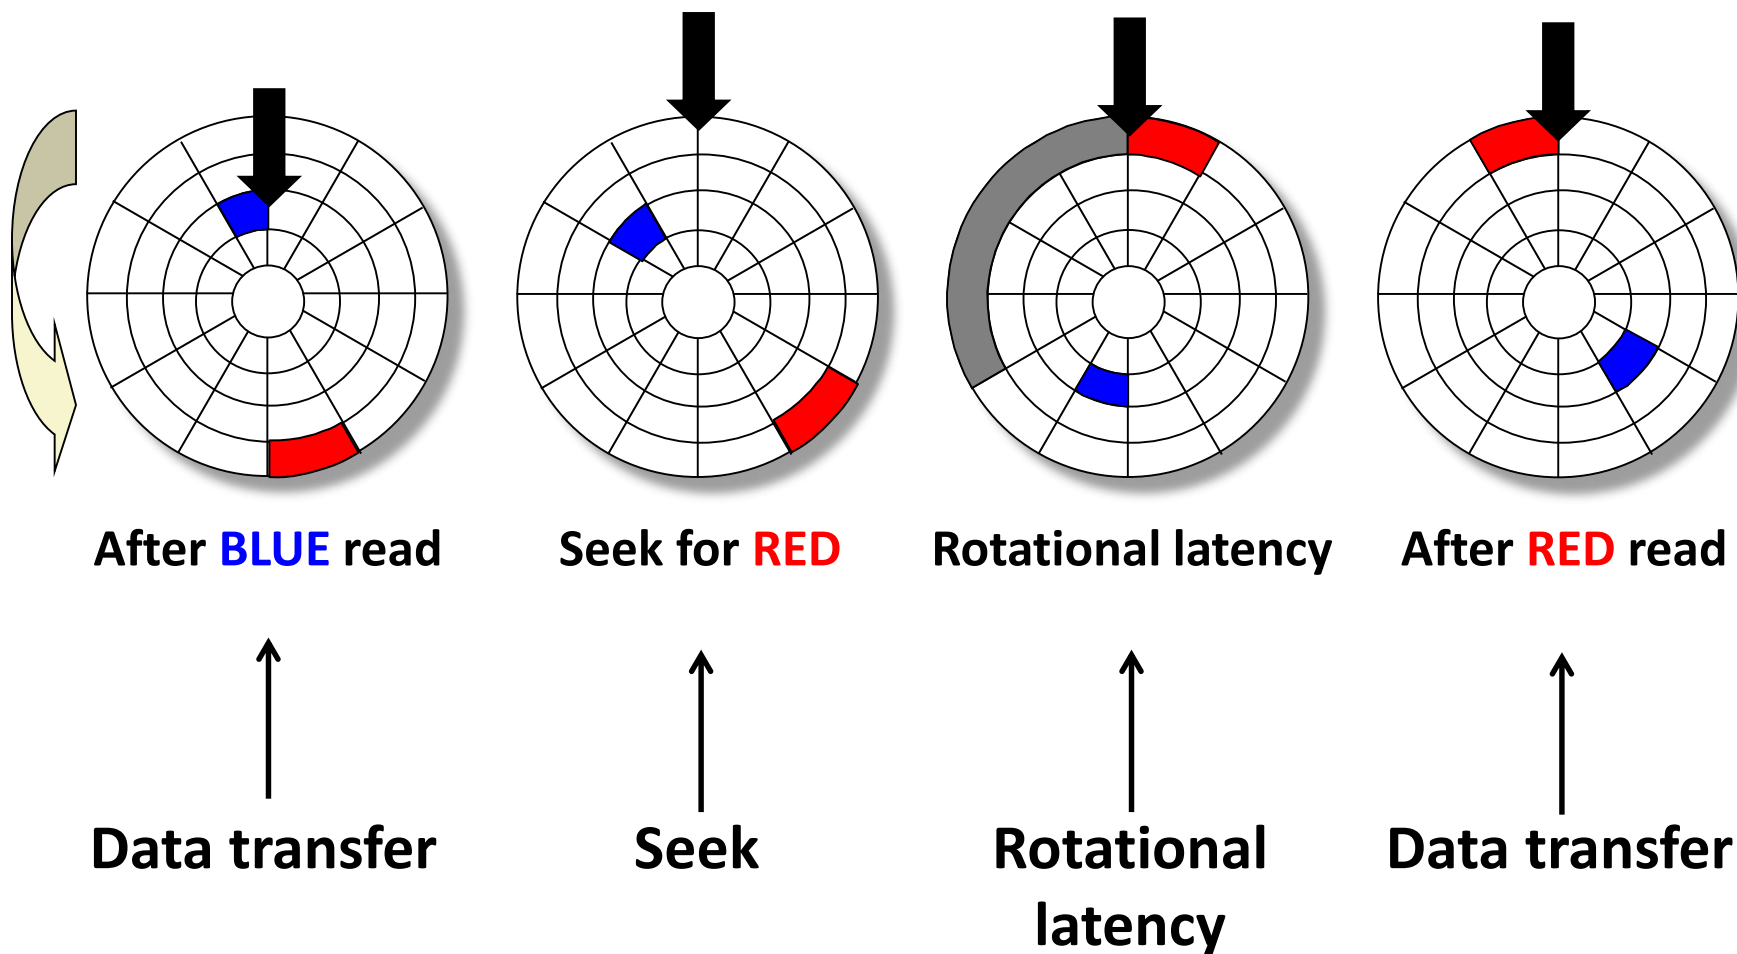 After BLUE read
Seek for RED
Rotational latency
After RED read
Data transfer
Seek
Rotational
latency
Data transfer